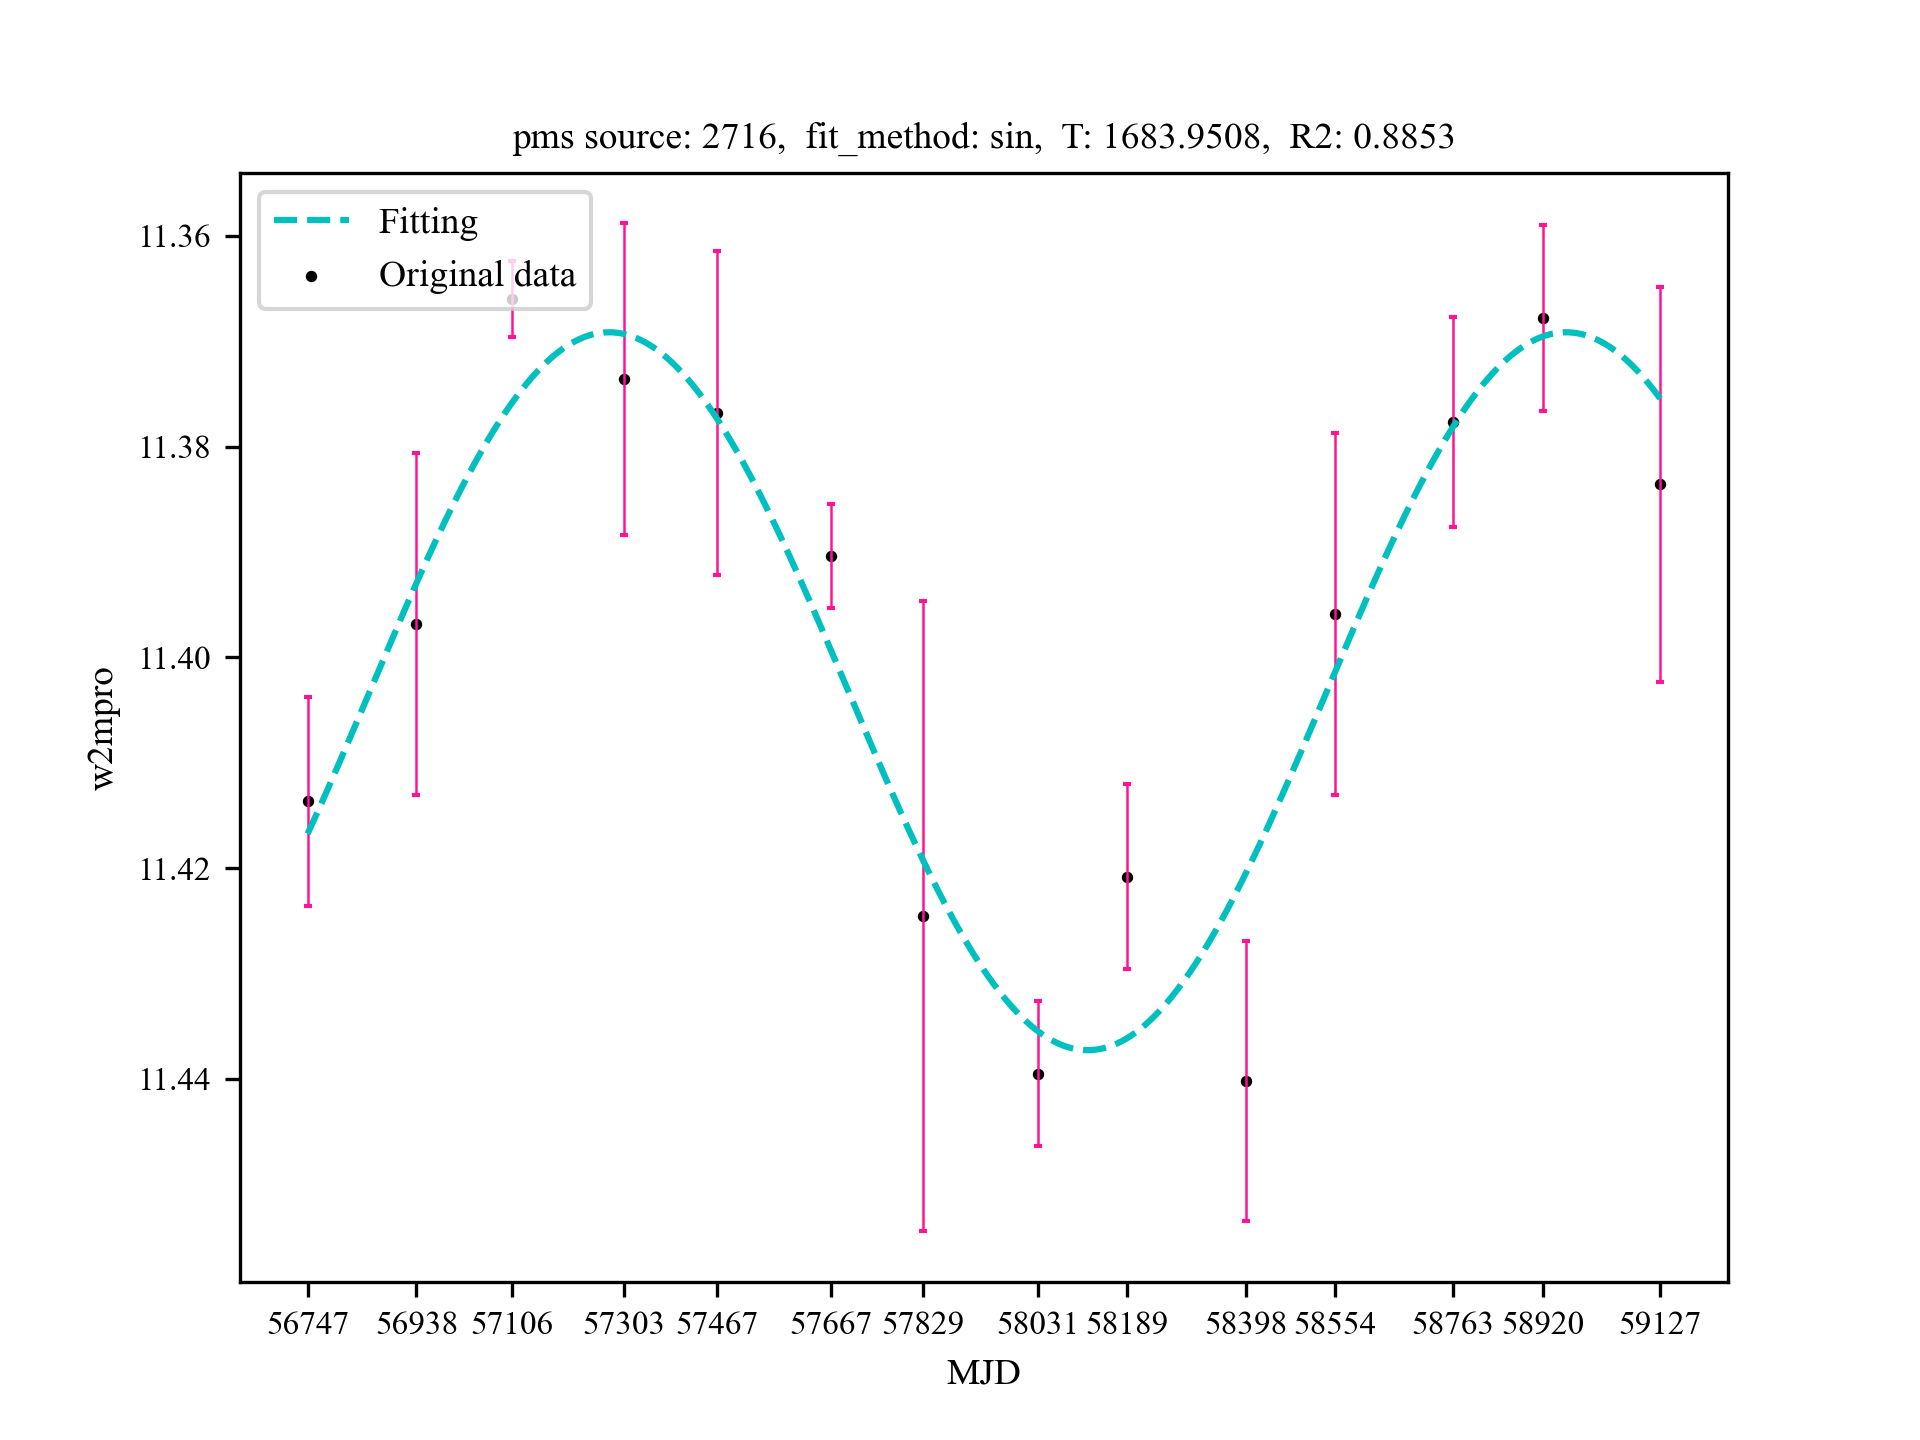 pms source: 2716, fit_method: sin, T: 1683.9508, R2: 0.8853
Fitting
Original data
11.36
11.38
11.40
11.42
11.44
w2mpro
56747 56938 57106 57303 57467 57667 57829 58031 58189 58398 58554 58763 58920 59127
MJD